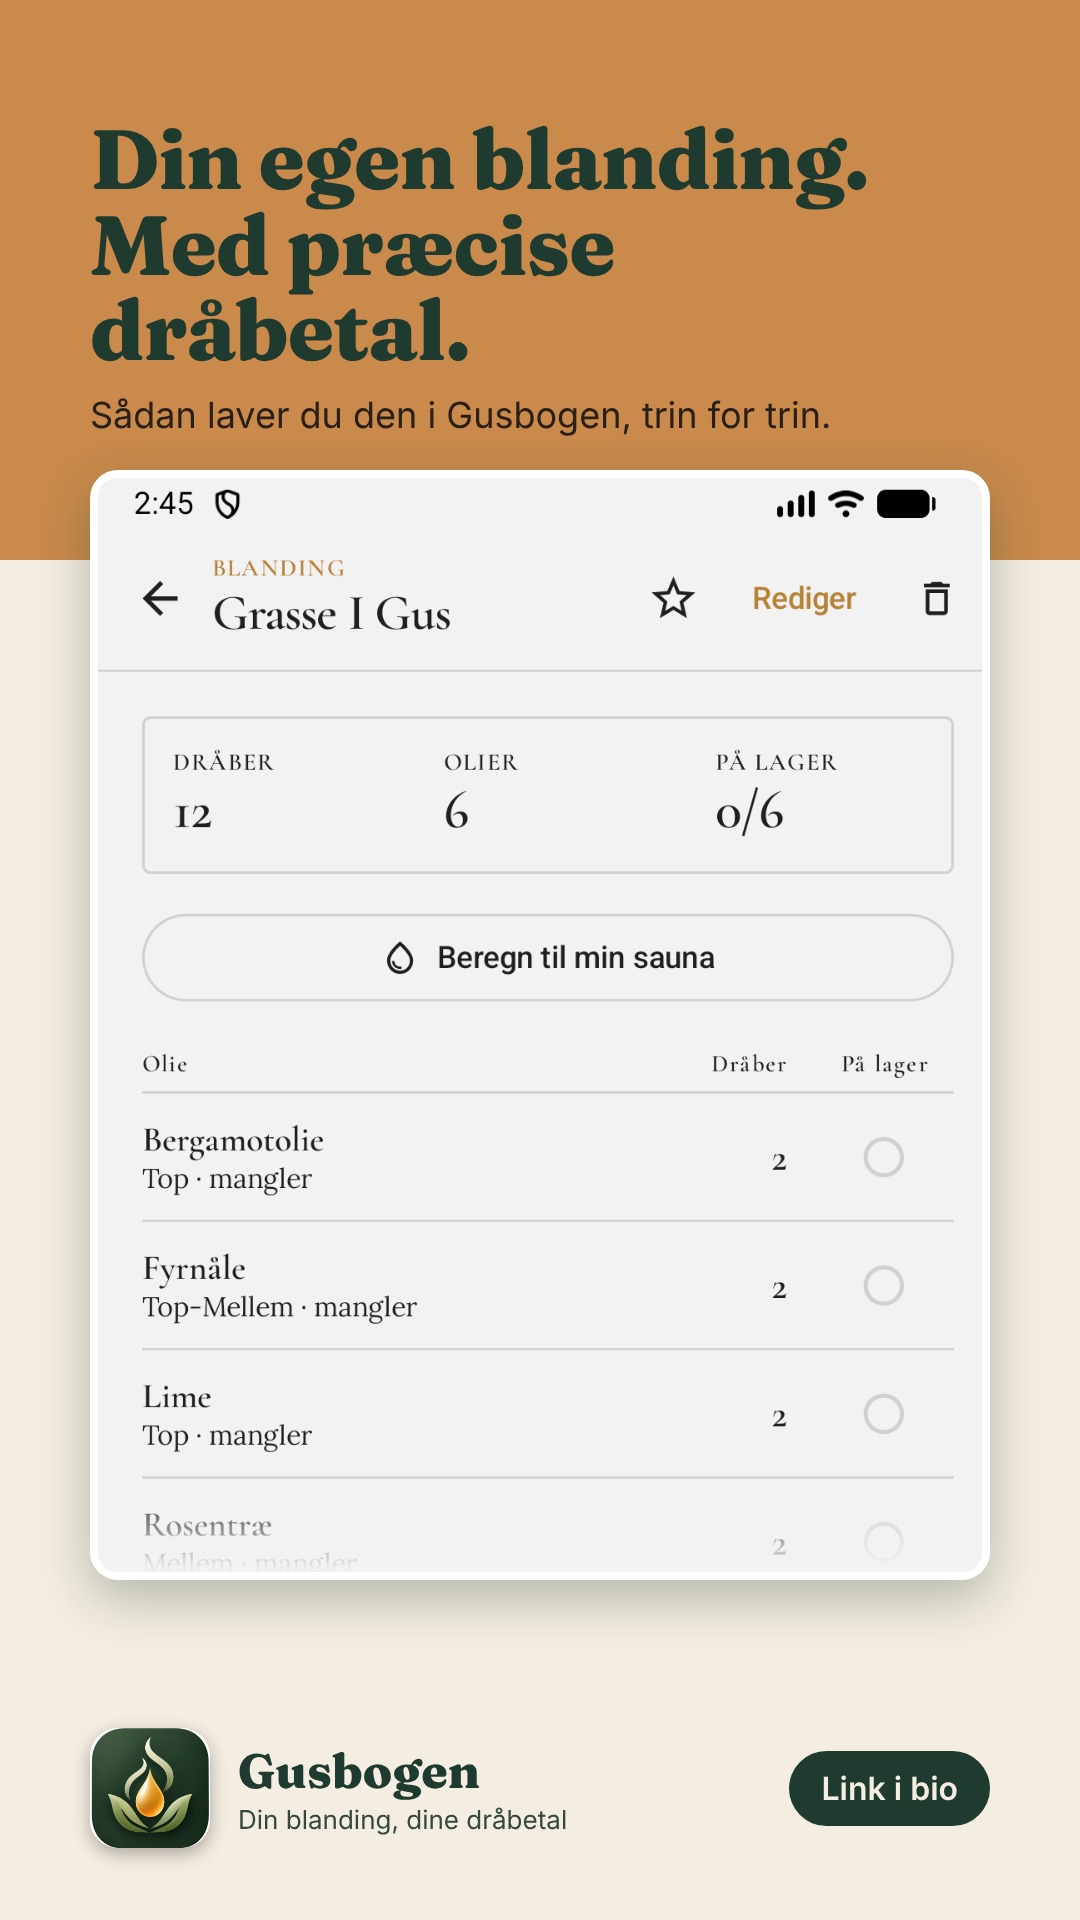 Din egen blanding.
Med præcise
dråbetal.
Sådan laver du den i Gusbogen, trin for trin.
2:45
BLANDING
Grasse I Gus
Rediger
DRÅBER OLIER PÅ LAGER
12 6 0/6
Beregn til min sauna
Olie Dråber På lager
Bergamotolie
Top · mangler
2
Fyrnåle
Top-Mellem · mangler
2
Lime
Top · mangler
2
Rosentræ
Mellem · mangler
2
Gusbogen
Din blanding, dine dråbetal
Link i bio